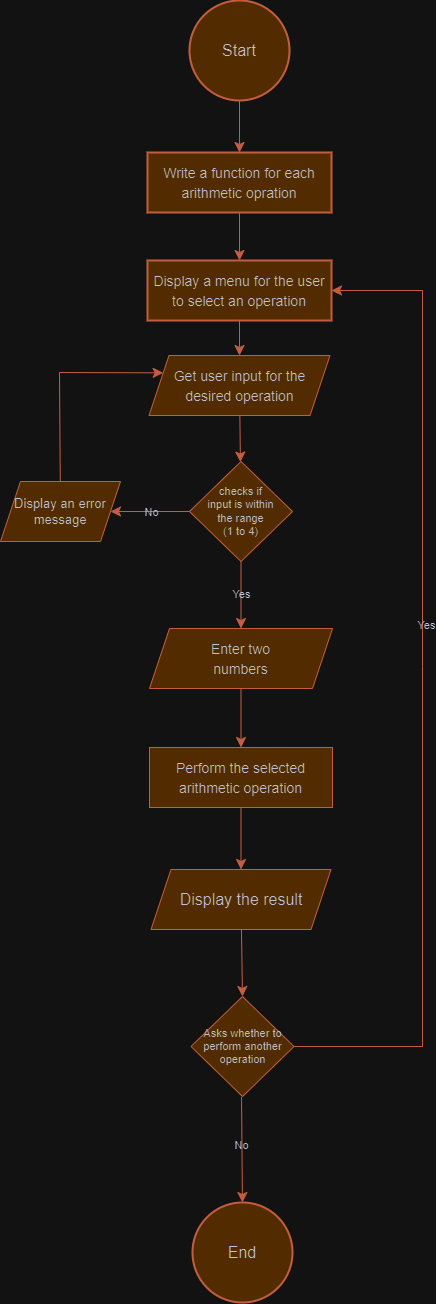 Start
Write a function for each
arithmetic opration
Display a menu for the user
to select an operation
Get user input for the
desired operation
checks if
input is within
the range
(1 to 4)
No
Display an error
message
Yes
Enter two
numbers
Perform the selected
arithmetic operation
Display the result
Asks whether to
perform another
operation
Yes
No
End